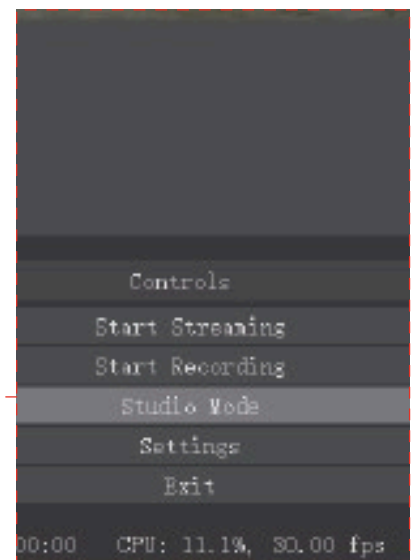 Controls
Start Streaming
Start Recording
Studio Mode
Settings
Exit
00:00 CPU: 11.1%, 30.00 fps